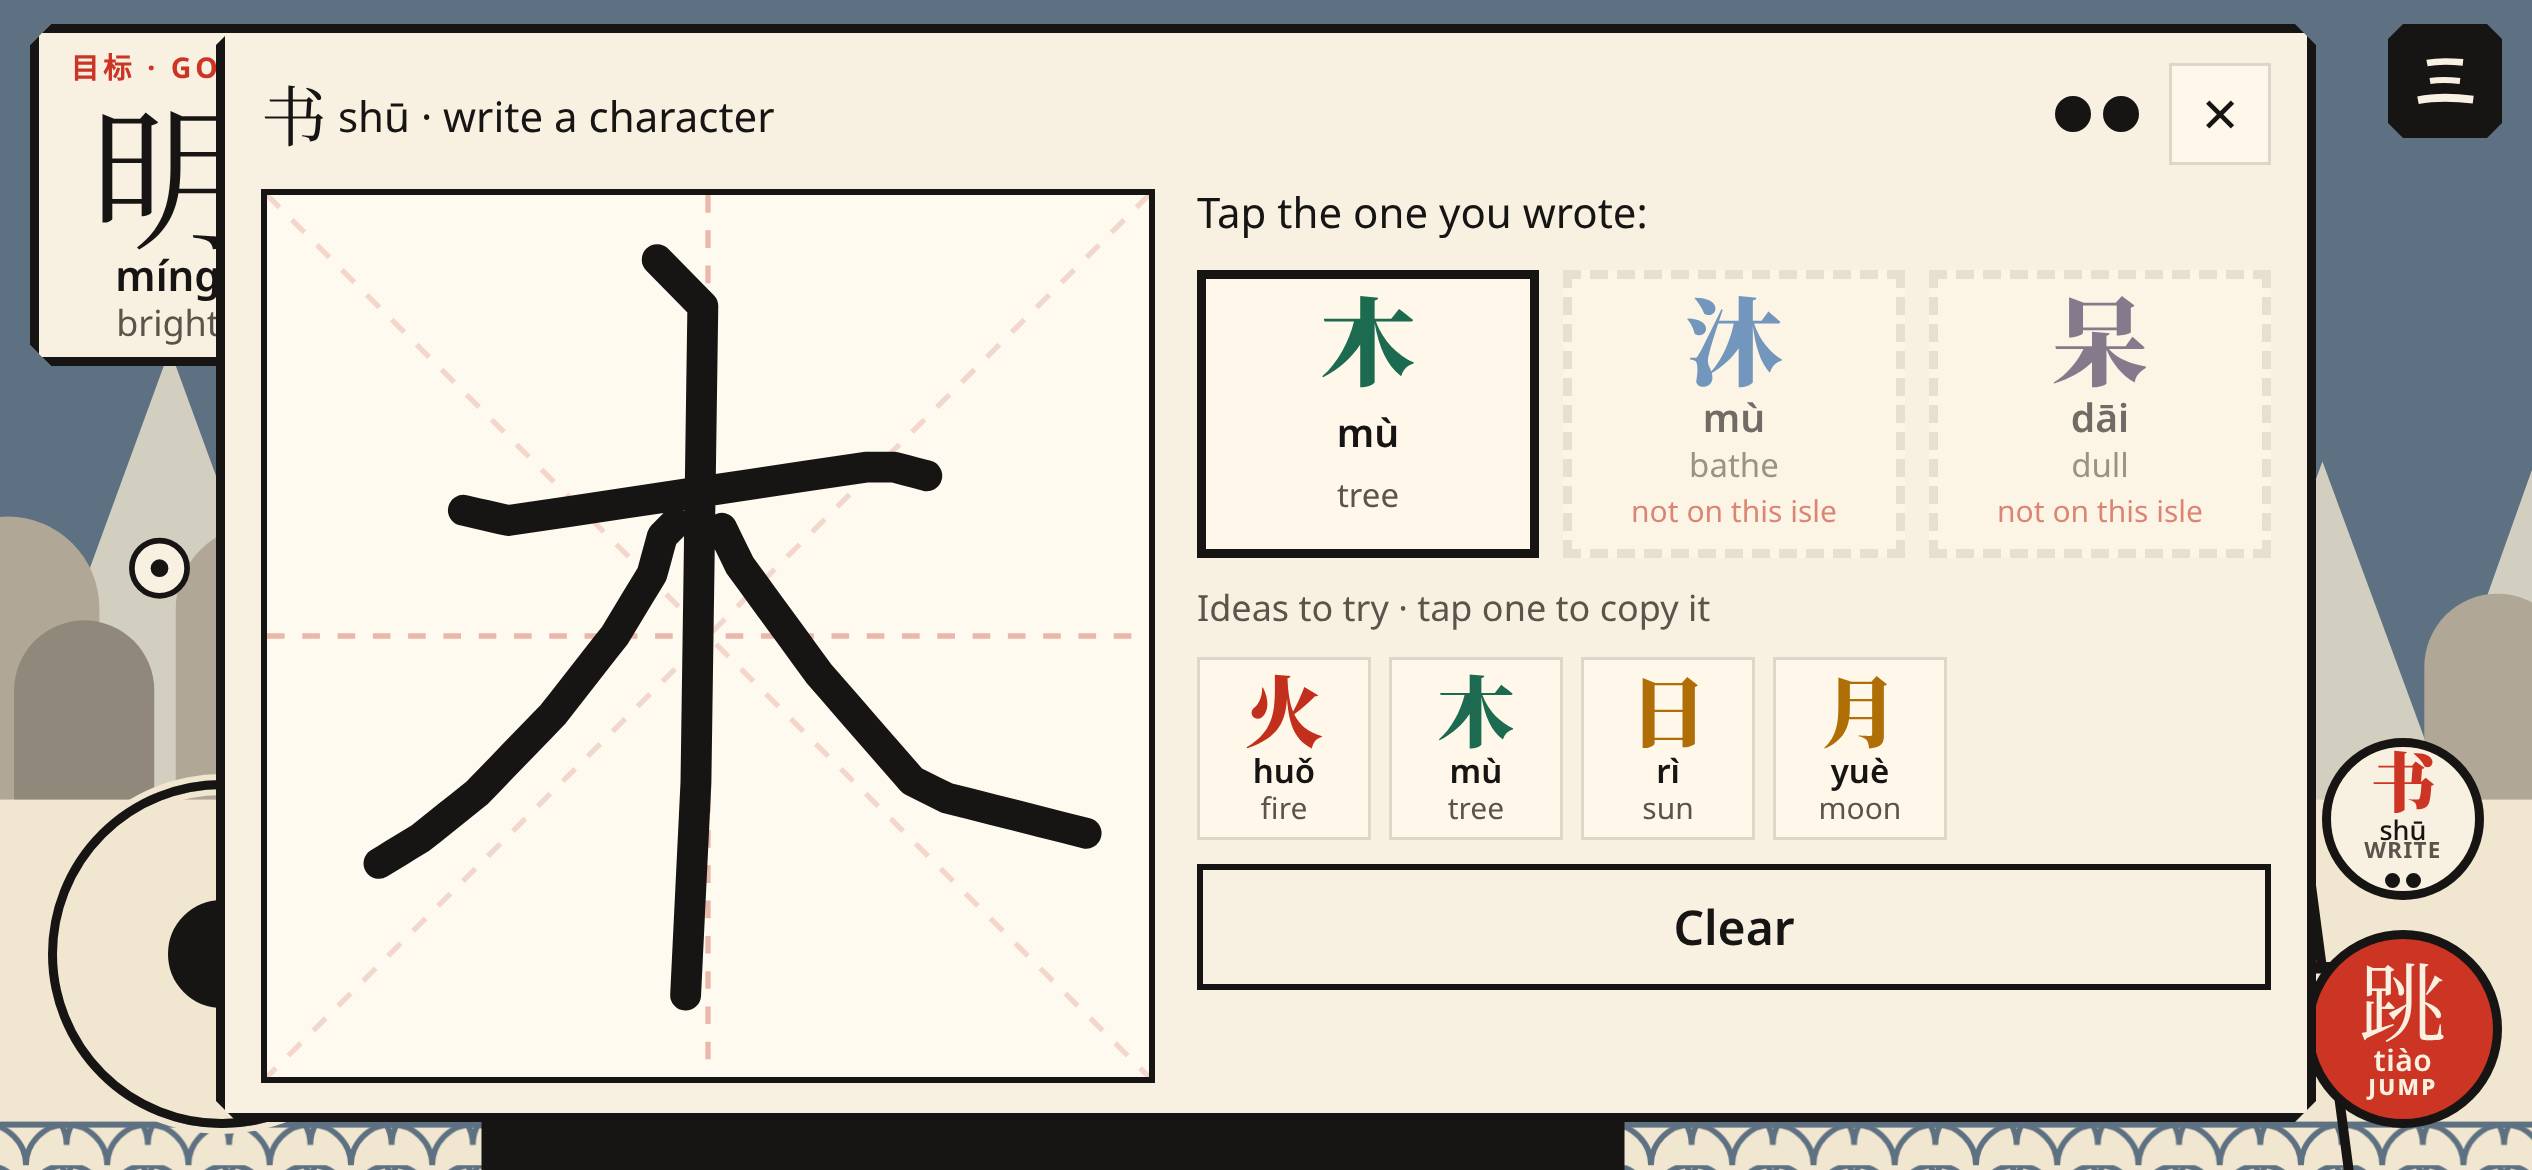 目标 · GO
明
míng
bright
书 shū · write a character
✕
三
木
Tap the one you wrote:
木
mù
tree
沐
mù
bathe
not on this isle
呆
dāi
dull
not on this isle
Ideas to try · tap one to copy it
火
huǒ
fire
木
mù
tree
日
rì
sun
月
yuè
moon
Clear
书
shū
WRITE
跳
tiào
JUMP